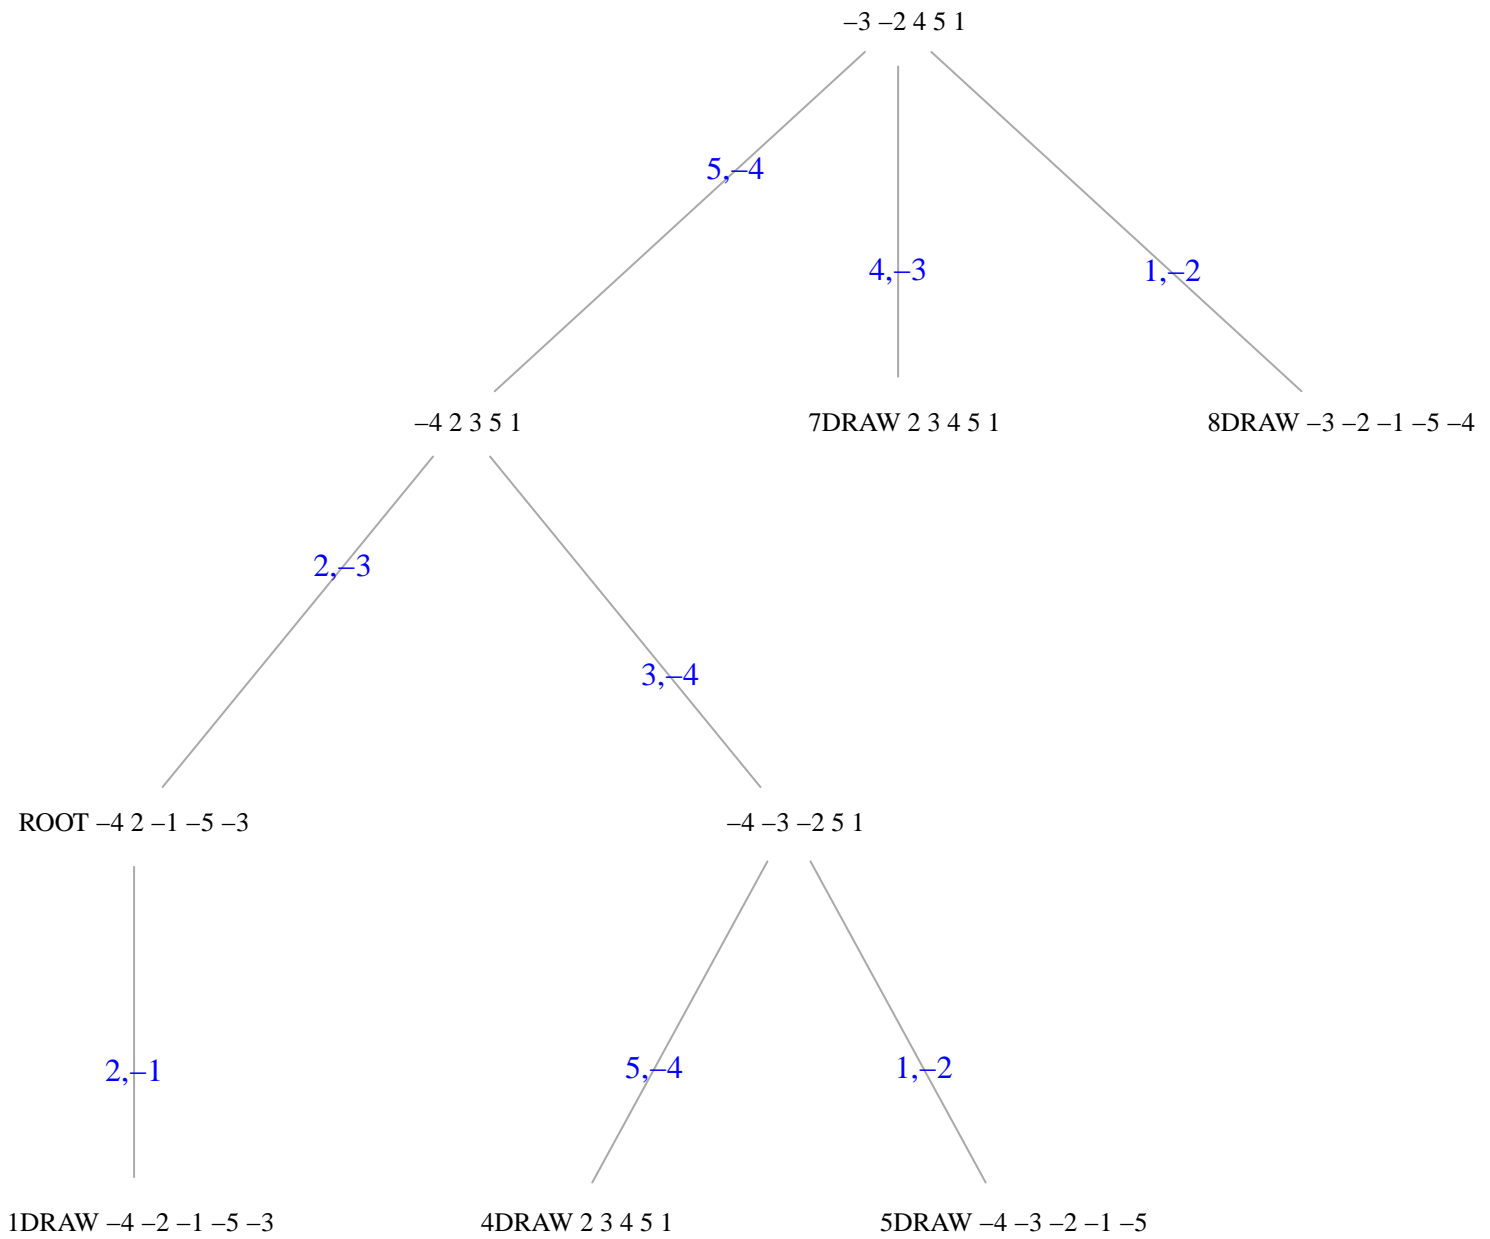 –3 –2 4 5 1
5,–4
4,–3
1,–2
–4 2 3 5 1
7DRAW 2 3 4 5 1
8DRAW –3 –2 –1 –5 –4
2,–3
3,–4
ROOT –4 2 –1 –5 –3
–4 –3 –2 5 1
2,–1
5,–4
1,–2
1DRAW –4 –2 –1 –5 –3
4DRAW 2 3 4 5 1
5DRAW –4 –3 –2 –1 –5